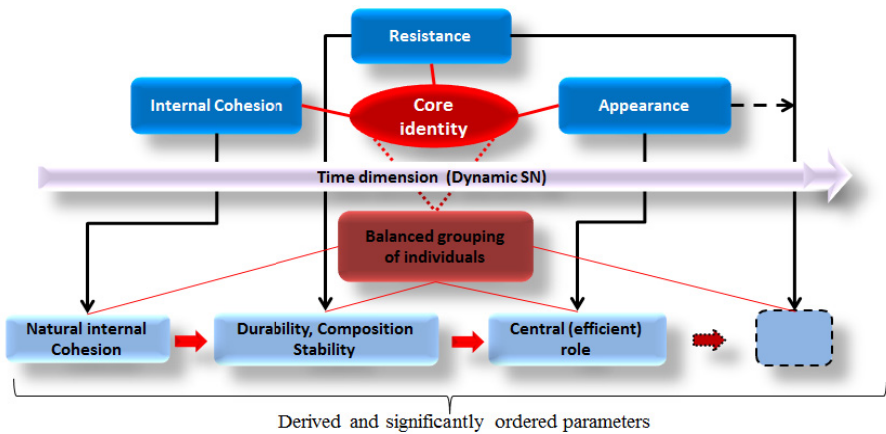 Resistance
Internal Cohesion
Core
identity
Appearance
Time dimension (Dynamic SN)
Balanced grouping
of individuals
Natural internal
Cohesion
Durability, Composition
Stability
Central (efficient)
role
Derived and significantly ordered parameters